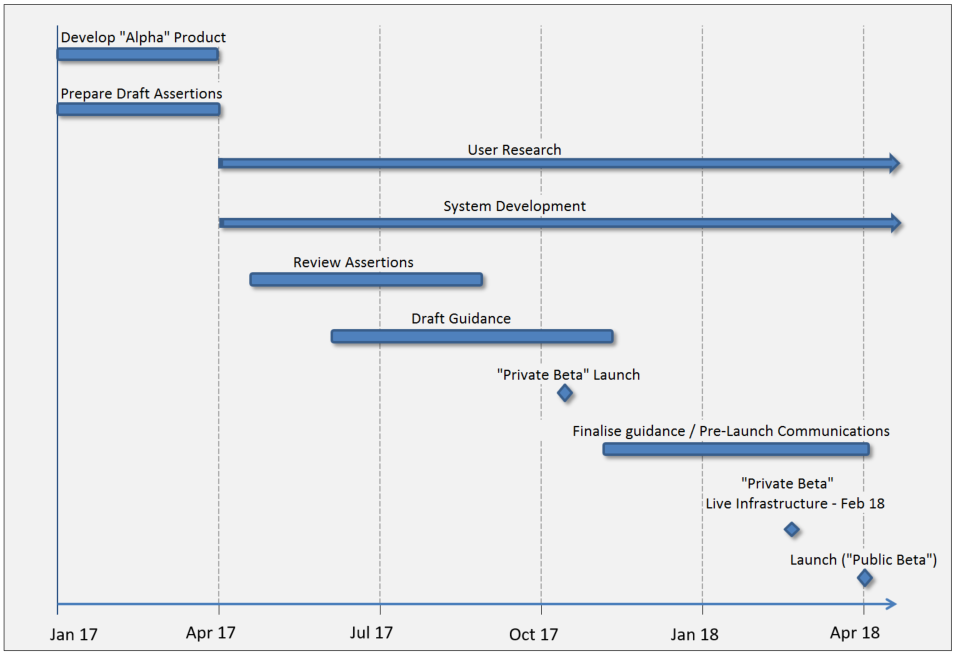 Develop "Alpha" Product
Prepare Draft Assertions
User Research
System Development
Review Assertions
Draft Guidance
"Private Beta" Launch
Finalise guidance / Pre-Launch Communications
"Private Beta"
Live Infrastructure - Feb 18
Launch ("Public Beta")
Jan 17 Apr 17 Jul 17 Oct 17 Jan 18 Apr 18